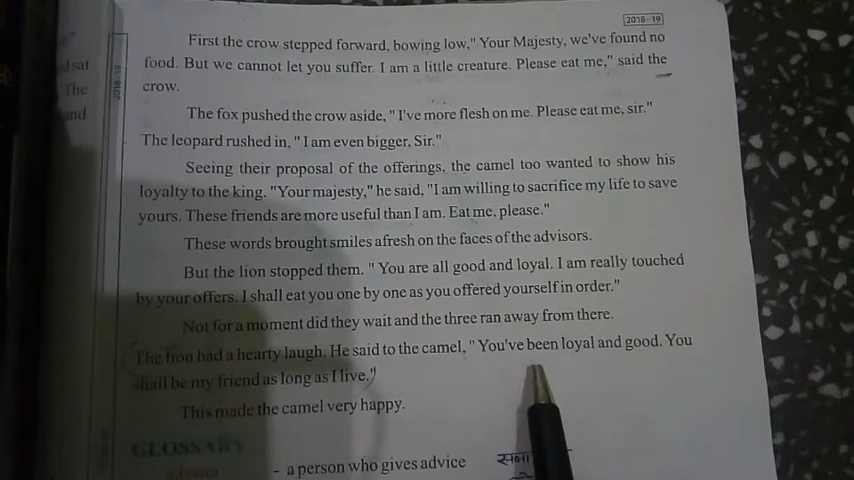 2018-19
First the crow stepped forward, bowing low," Your Majesty, we've found no
food. But we cannot let you suffer. I am a little creature. Please eat me," said the
crow.
The fox pushed the crow aside, " I've more flesh on me. Please eat me, sir."
The leopard rushed in, " I am even bigger, Sir."
Seeing their proposal of the offerings, the camel too wanted to show his
loyalty to the king. "Your majesty," he said, "I am willing to sacrifice my life to save
yours. These friends are more useful than I am. Eat me, please."
These words brought smiles afresh on the faces of the advisors.
But the lion stopped them. " You are all good and loyal. I am really touched
by your offers. I shall eat you one by one as you offered yourself in order."
Not for a moment did they wait and the three ran away from there.
The lion had a hearty laugh. He said to the camel, " You've been loyal and good. You
shall be my friend as long as I live."
This made the camel very happy.
GLOSSARY
advisor - a person who gives advice
The
and
2018-19